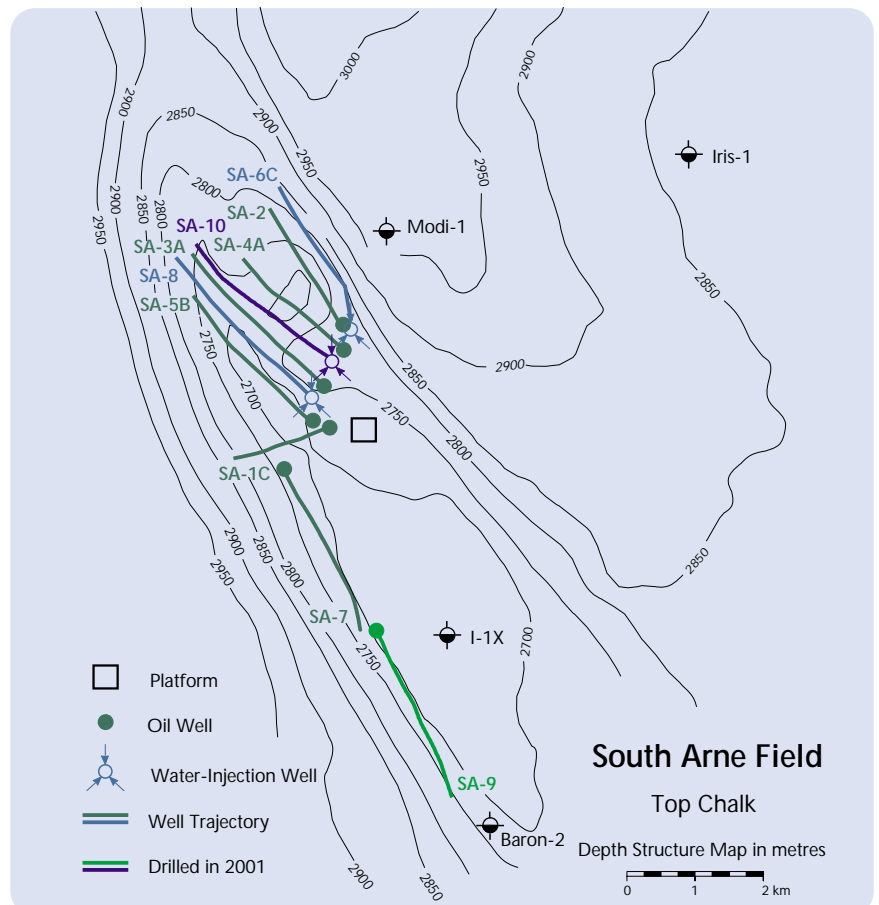 3000
2900
2900
2850
2900
2950
Iris-1
2950
2900
2850
2800
2800
SA-6C
SA-2
2950
SA-10
Modi-1
SA-3A
SA-4A
SA-8
2850
SA-5B
2750
2900
2850
2700
2750
2800
SA-1C
2900
2850
2850
2950
2800
SA-7
I-1X
2700
2750
Platform
Oil Well
Water-Injection Well
Well Trajectory
Drilled in 2001
SA-9
Baron-2
2900
2850
South Arne Field
Top Chalk
Depth Structure Map in metres
0 1 2 km